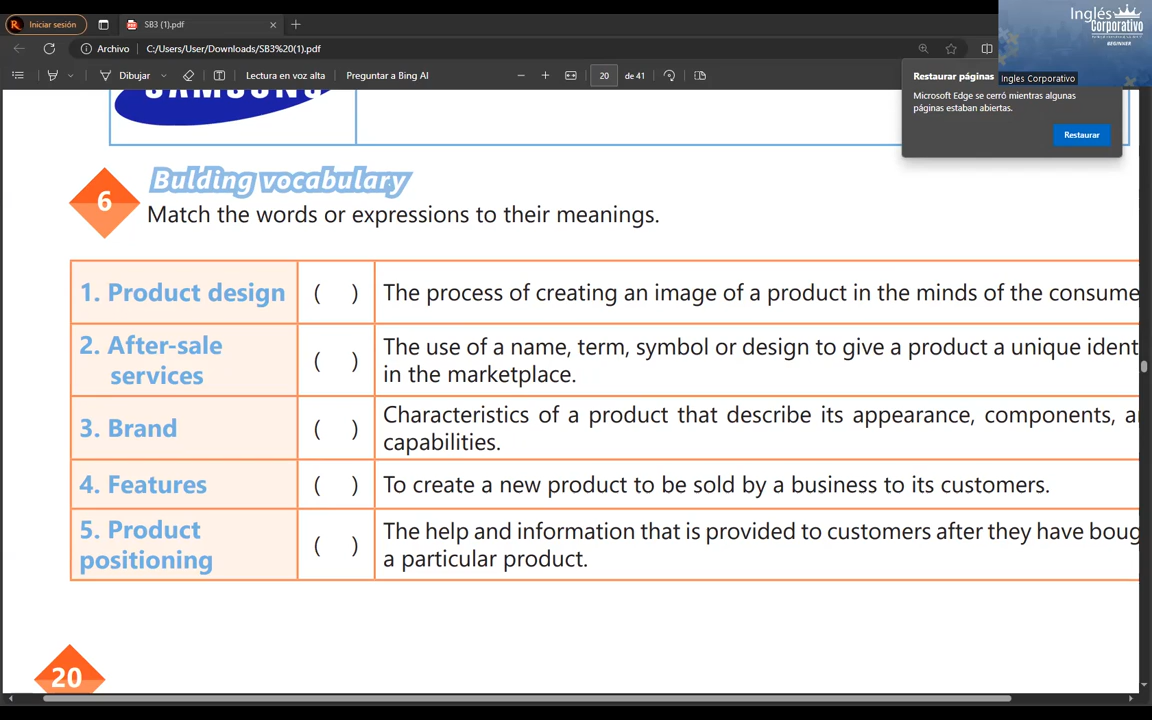 Iniciar sesión
SB3 (1).pdf
Inglés
Corporativo
BEGINNER
Archivo
C:/Users/User/Downloads/SB3%20(1).pdf
Dibujar
Lectura en voz alta
Preguntar a Bing AI
20
de 41
Restaurar páginas
Ingles Corporativo
Microsoft Edge se cerró mientras algunas
páginas estaban abiertas.
Restaurar
SAMSUNG
6
Bulding vocabulary
Match the words or expressions to their meanings.
1. Product design ( ) The process of creating an image of a product in the minds of the consume
2. After-sale
services
( )
The use of a name, term, symbol or design to give a product a unique ident
in the marketplace.
3. Brand
( )
Characteristics of a product that describe its appearance, components, a
capabilities.
4. Features ( ) To create a new product to be sold by a business to its customers.
5. Product
positioning
( )
The help and information that is provided to customers after they have boug
a particular product.
20